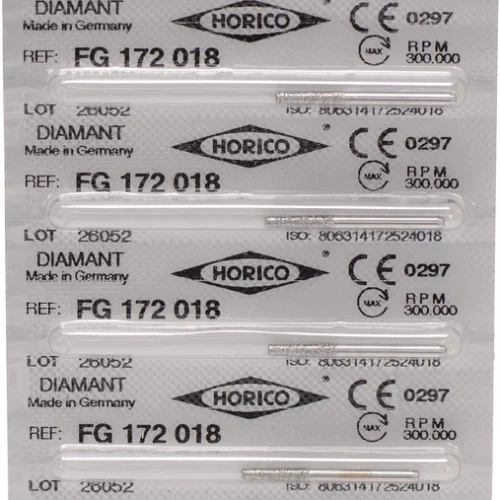 DIAMANT HORICO ® CE 0297
Made in Germany
REF: FG 172 018 MAX RPM 300.000
LOT 26052 ISO: 806314172524018
DIAMANT HORICO ® CE 0297
Made in Germany
REF: FG 172 018 MAX RPM 300.000
LOT 26052 ISO: 806314172524018
DIAMANT HORICO ® CE 0297
Made in Germany
REF: FG 172 018 MAX RPM 300.000
LOT 26052 ISO: 806314172524018
DIAMANT HORICO ® CE 0297
Made in Germany
REF: FG 172 018 MAX RPM 300.000
LOT 26052 ISO: 806314172524018